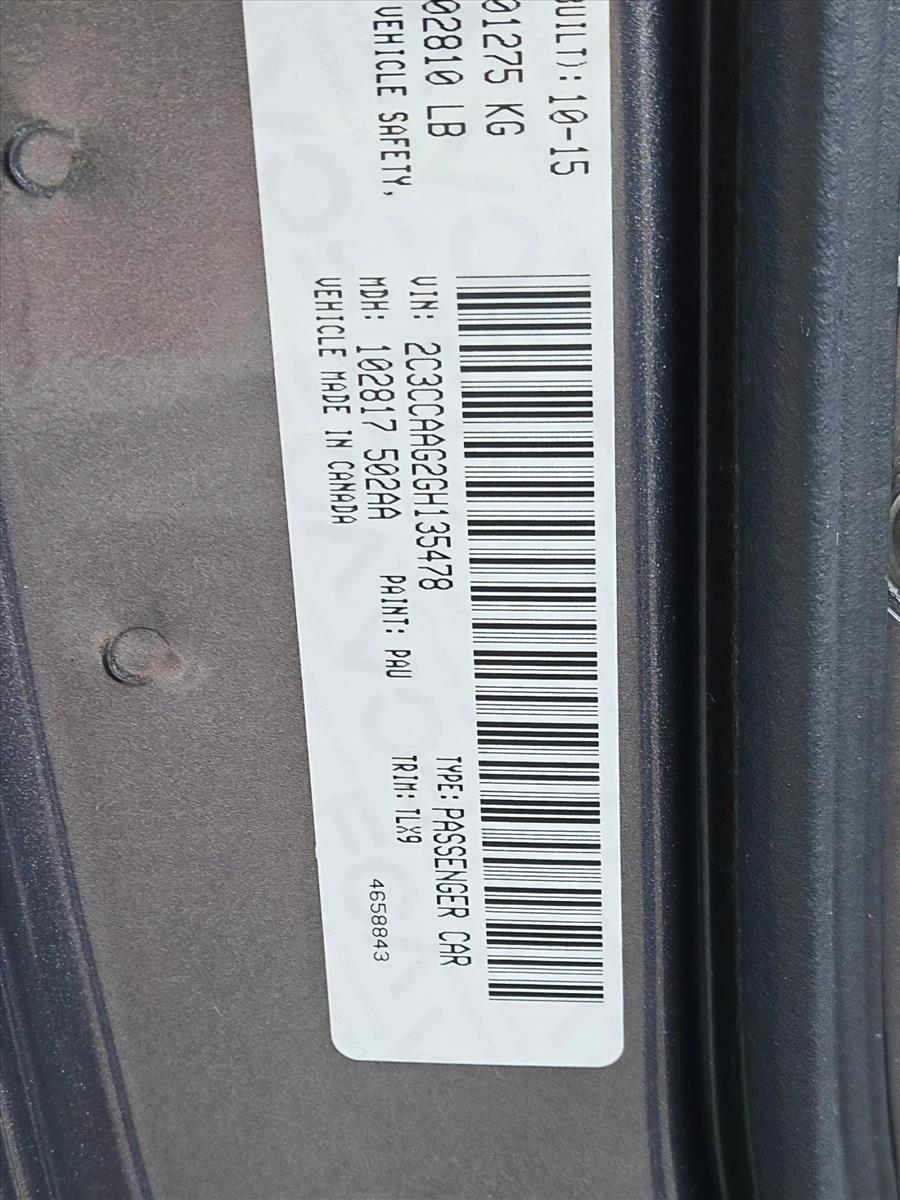 BUILT): 10-15
01275 KG
02810 LB
VEHICLE SAFETY,
VIN: 2C3CCAAG2GH135478
TYPE: PASSENGER CAR
MDH: 102817 502AA
PAINT: PAU
TRIM: TLX9
VEHICLE MADE IN CANADA
4658843